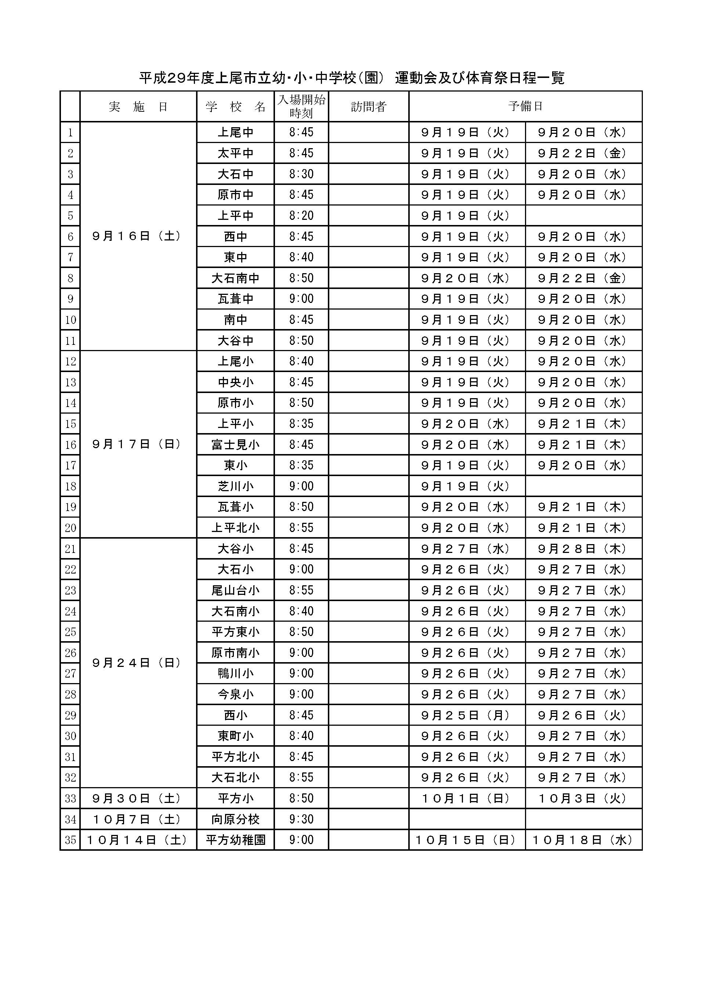 平成29年度上尾市立幼・小・中学校（園）　運動会及び体育祭日程一覧
実　施　日 学　校　名 入場開始時刻 訪問者 予備日
1 9月16日（土） 上尾中 8:45 9月19日（火） 9月20日（水）
2 太平中 8:45 9月19日（火） 9月22日（金）
3 大石中 8:30 9月19日（火） 9月20日（水）
4 原市中 8:45 9月19日（火） 9月20日（水）
5 上平中 8:20 9月19日（火）
6 西中 8:45 9月19日（火） 9月20日（水）
7 東中 8:40 9月19日（火） 9月20日（水）
8 大石南中 8:50 9月20日（水） 9月22日（金）
9 瓦葺中 9:00 9月19日（火） 9月20日（水）
10 南中 8:45 9月19日（火） 9月20日（水）
11 大谷中 8:50 9月19日（火） 9月20日（水）
12 9月17日（日） 上尾小 8:40 9月19日（火） 9月20日（水）
13 中央小 8:45 9月19日（火） 9月20日（水）
14 原市小 8:50 9月19日（火） 9月20日（水）
15 上平小 8:35 9月20日（水） 9月21日（木）
16 富士見小 8:45 9月20日（水） 9月21日（木）
17 東小 8:35 9月19日（火） 9月20日（水）
18 芝川小 9:00 9月19日（火）
19 瓦葺小 8:50 9月20日（水） 9月21日（木）
20 上平北小 8:55 9月20日（水） 9月21日（木）
21 9月24日（日） 大谷小 8:45 9月27日（水） 9月28日（木）
22 大石小 9:00 9月26日（火） 9月27日（水）
23 尾山台小 8:55 9月26日（火） 9月27日（水）
24 大石南小 8:40 9月26日（火） 9月27日（水）
25 平方東小 8:50 9月26日（火） 9月27日（水）
26 原市南小 9:00 9月26日（火） 9月27日（水）
27 鴨川小 9:00 9月26日（火） 9月27日（水）
28 今泉小 9:00 9月26日（火） 9月27日（水）
29 西小 8:45 9月25日（月） 9月26日（火）
30 東町小 8:40 9月26日（火） 9月27日（水）
31 平方北小 8:45 9月26日（火） 9月27日（水）
32 大石北小 8:55 9月26日（火） 9月27日（水）
33 9月30日（土） 平方小 8:50 10月1日（日） 10月3日（火）
34 10月7日（土） 向原分校 9:30
35 10月14日（土） 平方幼稚園 9:00 10月15日（日） 10月18日（水）